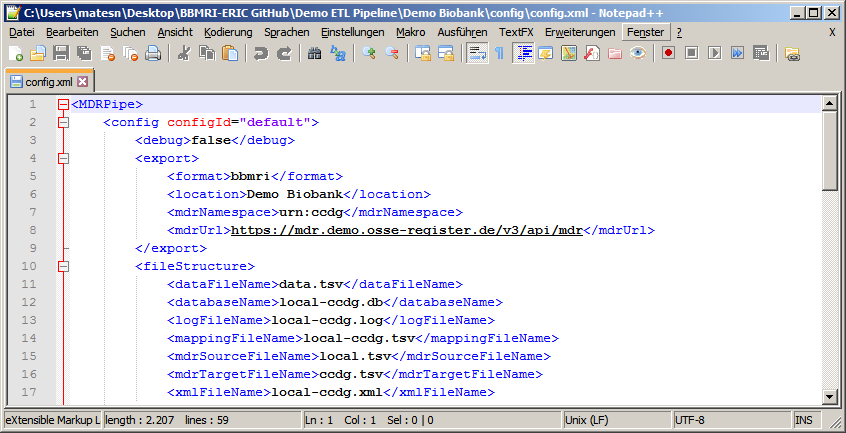 C:\Users\matesn\Desktop\BBMRI-ERIC GitHub\Demo ETL Pipeline\Demo Biobank\config\config.xml - Notepad++
Datei Bearbeiten Suchen Ansicht Kodierung Sprachen Einstellungen Makro Ausführen TextFX Erweiterungen Fenster ? X
config.xml
1 <MDRPipe>
2 <config configId="default">
3 <debug>false</debug>
4 <export>
5 <format>bbmri</format>
6 <location>Demo Biobank</location>
7 <mdrNamespace>urn:ccdg</mdrNamespace>
8 <mdrUrl>https://mdr.demo.osse-register.de/v3/api/mdr</mdrUrl>
9 </export>
10 <fileStructure>
11 <dataFileName>data.tsv</dataFileName>
12 <databaseName>local-ccdg.db</databaseName>
13 <logFileName>local-ccdg.log</logFileName>
14 <mappingFileName>local-ccdg.tsv</mappingFileName>
15 <mdrSourceFileName>local.tsv</mdrSourceFileName>
16 <mdrTargetFileName>ccdg.tsv</mdrTargetFileName>
17 <xmlFileName>local-ccdg.xml</xmlFileName>
eXtensible Markup L length : 2.207 lines : 59 Ln : 1 Col : 1 Sel : 0 | 0 Unix (LF) UTF-8 INS